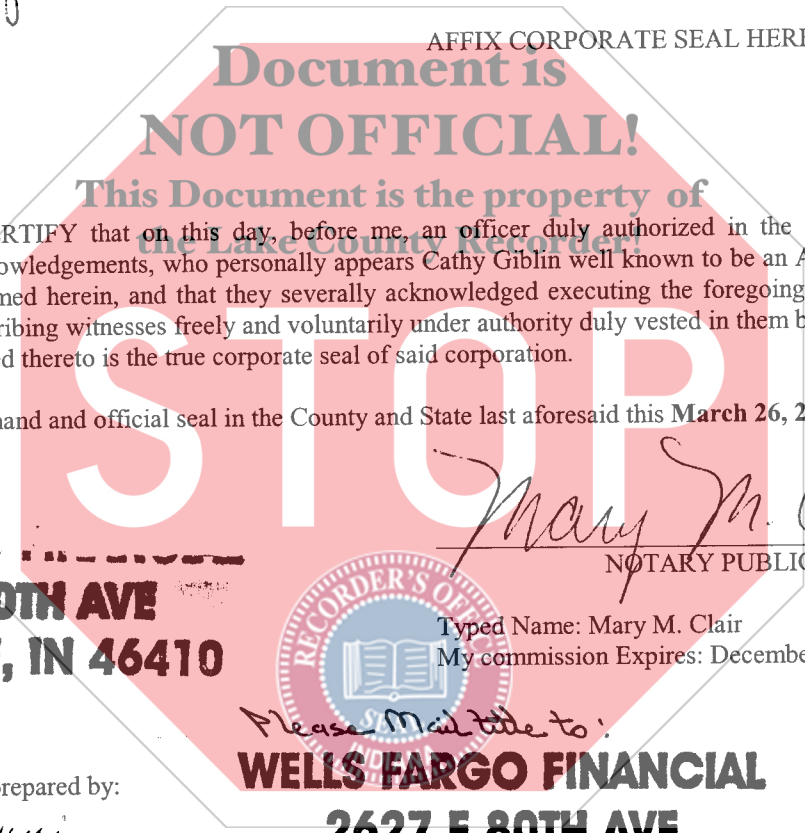 AFFIX CORPORATE SEAL HERE
Document is
NOT OFFICIAL!
This Document is the property of
the Lake County Recorder!
RTIFY that on this day, before me, an officer duly authorized in the
owledgements, who personally appears Cathy Giblin well known to be an A
med herein, and that they severally acknowledged executing the foregoing
ribing witnesses freely and voluntarily under authority duly vested in them b
ed thereto is the true corporate seal of said corporation.
STOP
hand and official seal in the County and State last aforesaid this March 26, 2
Mary M. C
NOTARY PUBLIC
0TH AVE
, IN 46410
RECORDER'S OFFICE
SEAL
INDIANA
Typed Name: Mary M. Clair
My commission Expires: Decembe
Please Mail title to:
WELLS FARGO FINANCIAL
prepared by:
2627 E 80TH AVE